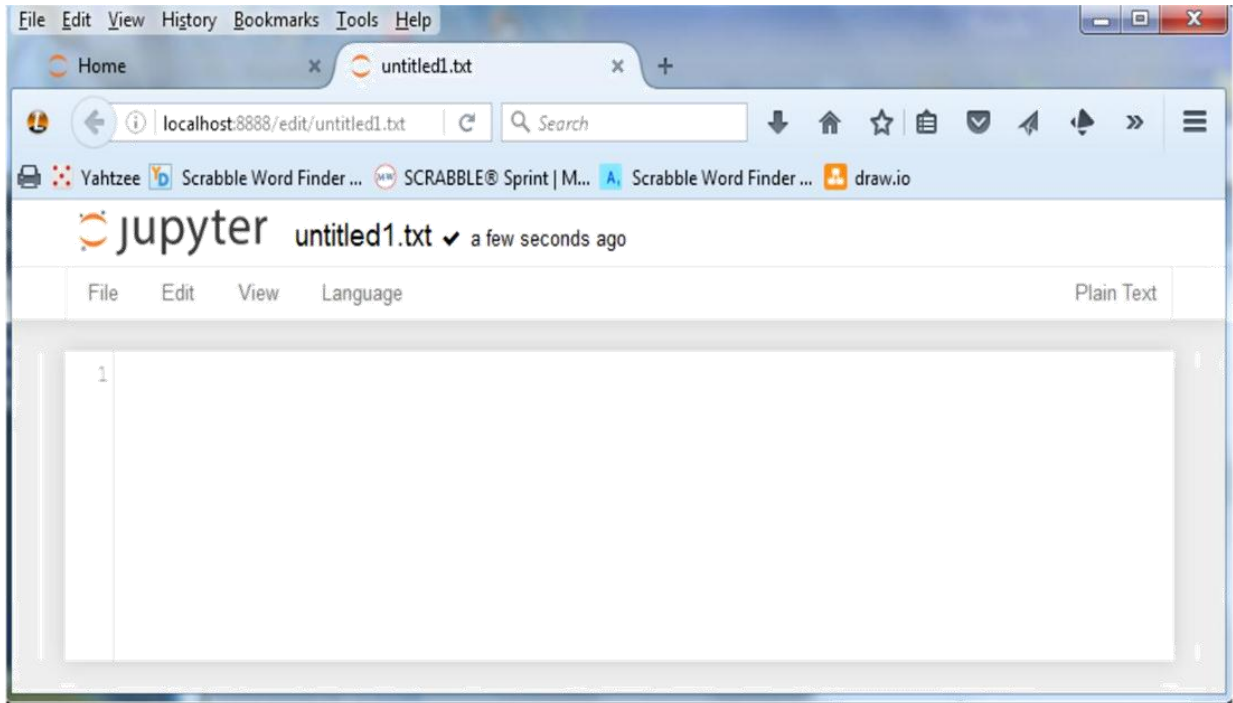 File Edit View History Bookmarks Tools Help
Home untitled1.txt
localhost:8888/edit/untitled1.txt Search
Yahtzee YD Scrabble Word Finder ... MW SCRABBLE® Sprint | M... A, Scrabble Word Finder ... draw.io
jupyter untitled1.txt a few seconds ago
File Edit View Language Plain Text
1